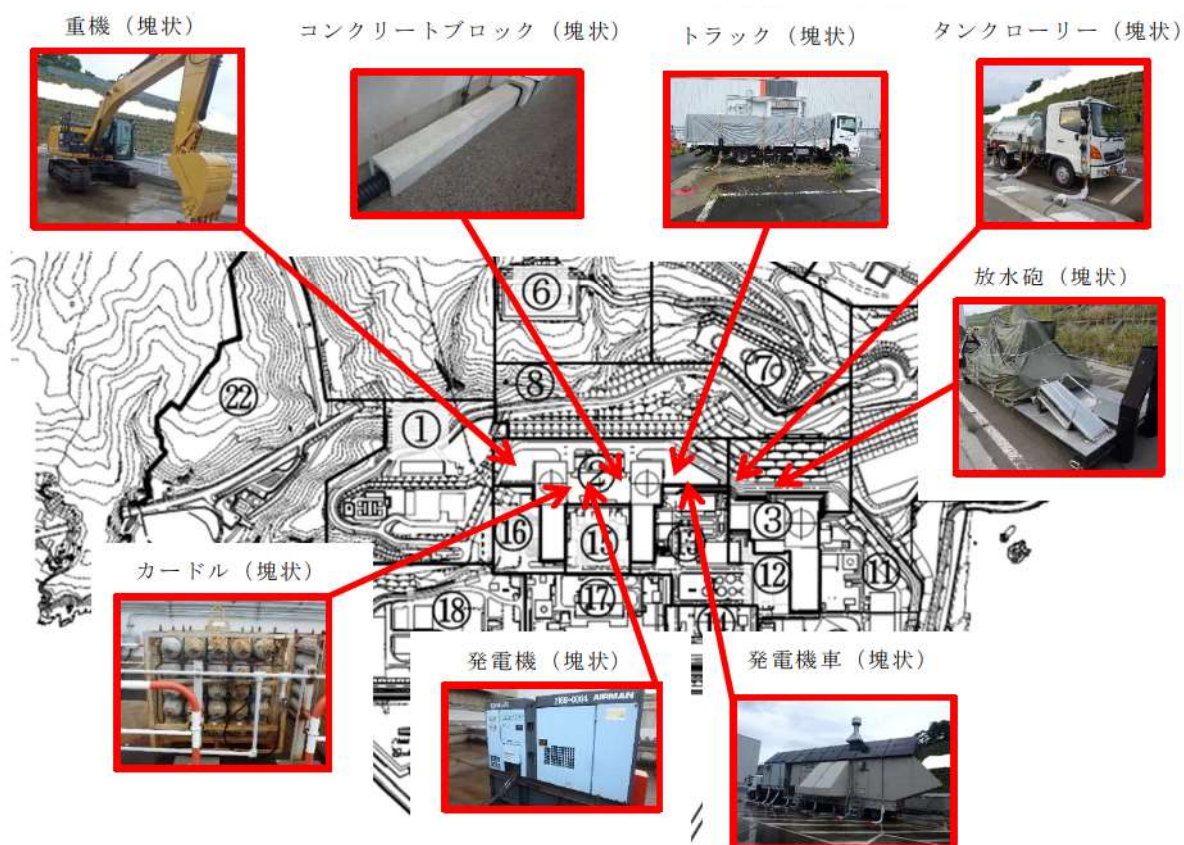 重機（塊状）
コンクリートブロック（塊状）
トラック（塊状）
タンクローリー（塊状）
放水砲（塊状）
⑥
⑦
⑧
㉒
①
②
③
⑯
⑮
⑬
⑫
⑪
⑱
⑰
⑭
カードル（塊状）
発電機（塊状）
発電機車（塊状）
AIRMAN